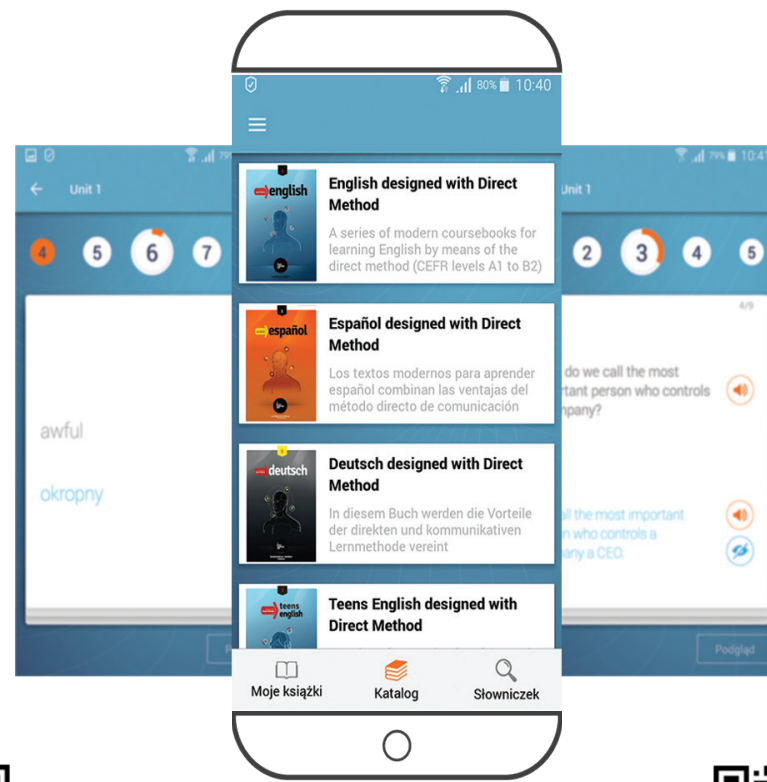 Unit 1
4 5 6 7
awful
okropny
80% 10:40
english
English designed with Direct
Method
A series of modern coursebooks for
learning English by means of the
direct method (CEFR levels A1 to B2)
español
Español designed with Direct
Method
Los textos modernos para aprender
español combinan las ventajas del
método directo de comunicación
deutsch
Deutsch designed with Direct
Method
In diesem Buch werden die Vorteile
der direkten und kommunikativen
Lernmethode vereint
teens
english
Teens English designed with
Direct Method
Moje książki Katalog Słowniczek
79% 10:41
Unit 1
2 3 4 5
4/9
do we call the most
rtant person who controls
mpany?
all the most important
n who controls a
any a CEO.
Podgląd